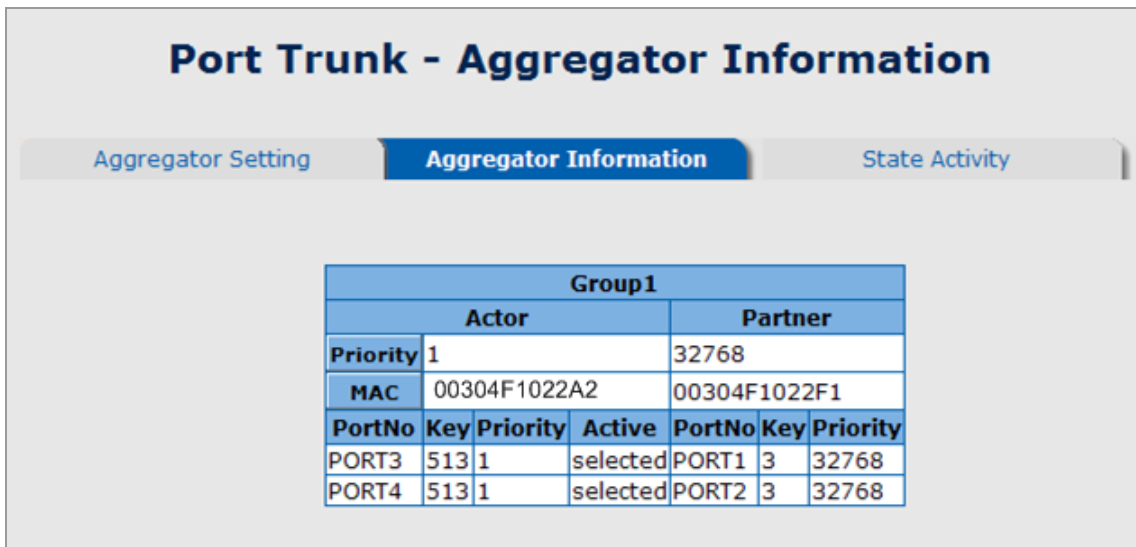 Port Trunk - Aggregator Information
Aggregator Setting Aggregator Information State Activity
Group1
Actor Partner
Priority 1 32768
MAC 00304F1022A2 00304F1022F1
PortNo Key Priority Active PortNo Key Priority
PORT3 513 1 selected PORT1 3 32768
PORT4 513 1 selected PORT2 3 32768